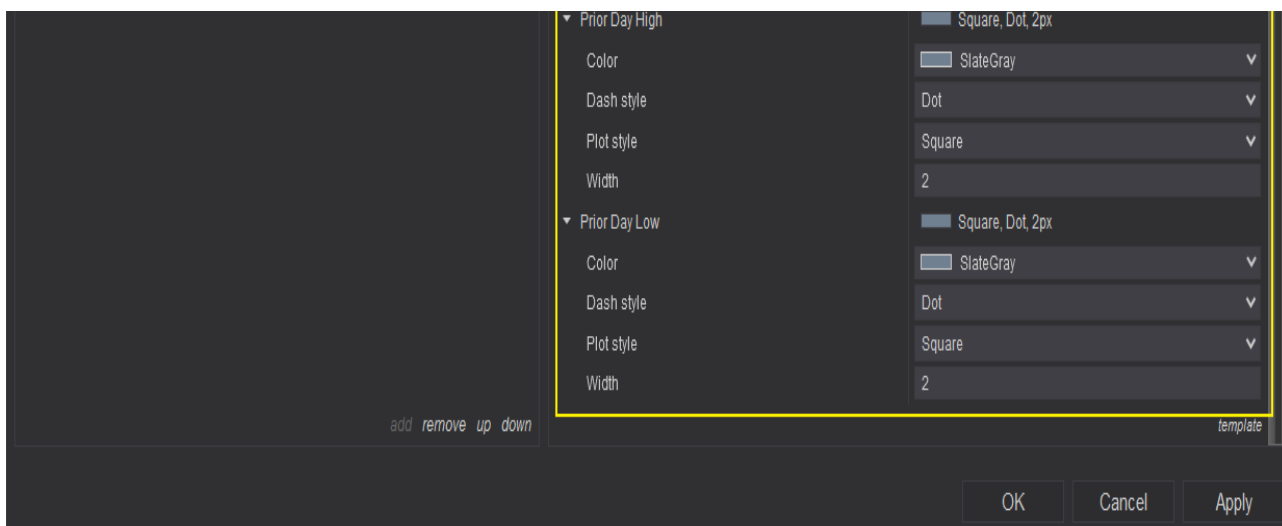 Prior Day High Square, Dot, 2px
Color SlateGray
Dash style Dot
Plot style Square
Width 2
Prior Day Low Square, Dot, 2px
Color SlateGray
Dash style Dot
Plot style Square
Width 2
add remove up down template
OK Cancel Apply